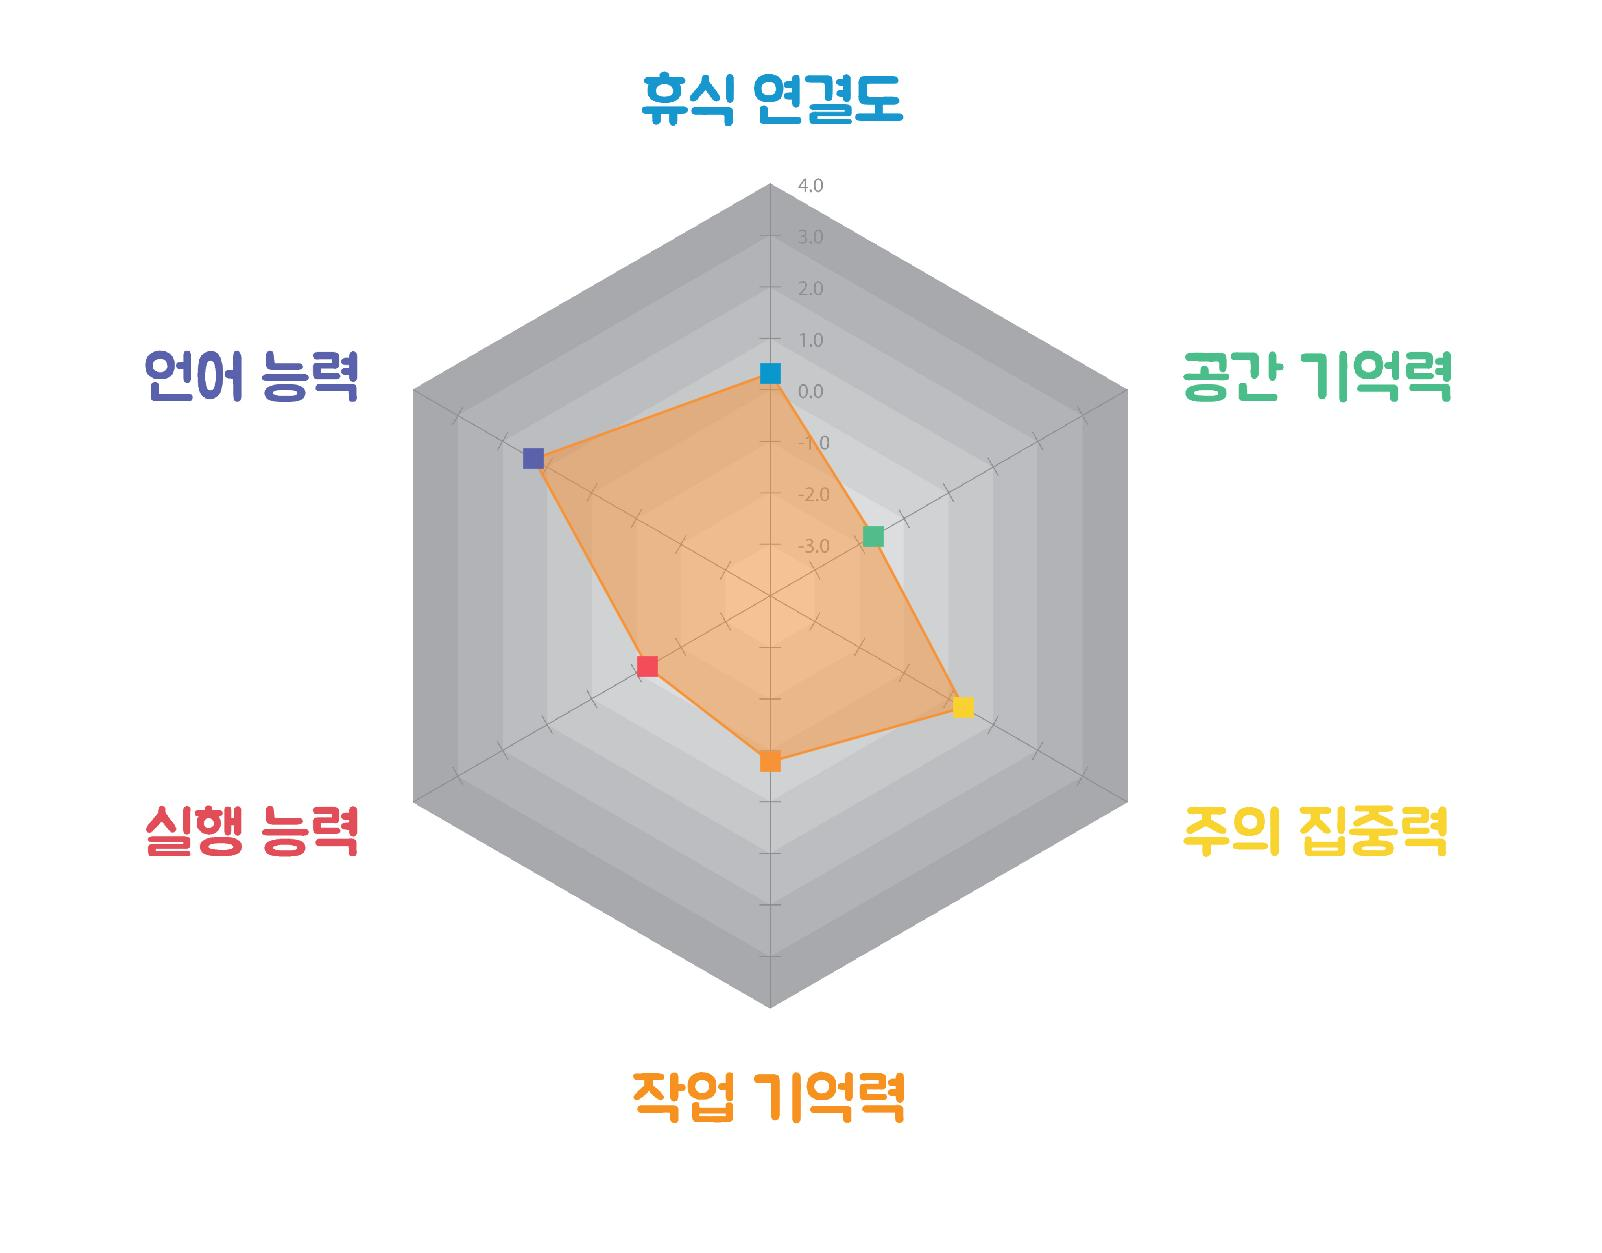 휴식 연결도
4.0
3.0
2.0
1.0
0.0
-1.0
-2.0
-3.0
언어 능력
공간 기억력
실행 능력
주의 집중력
작업 기억력